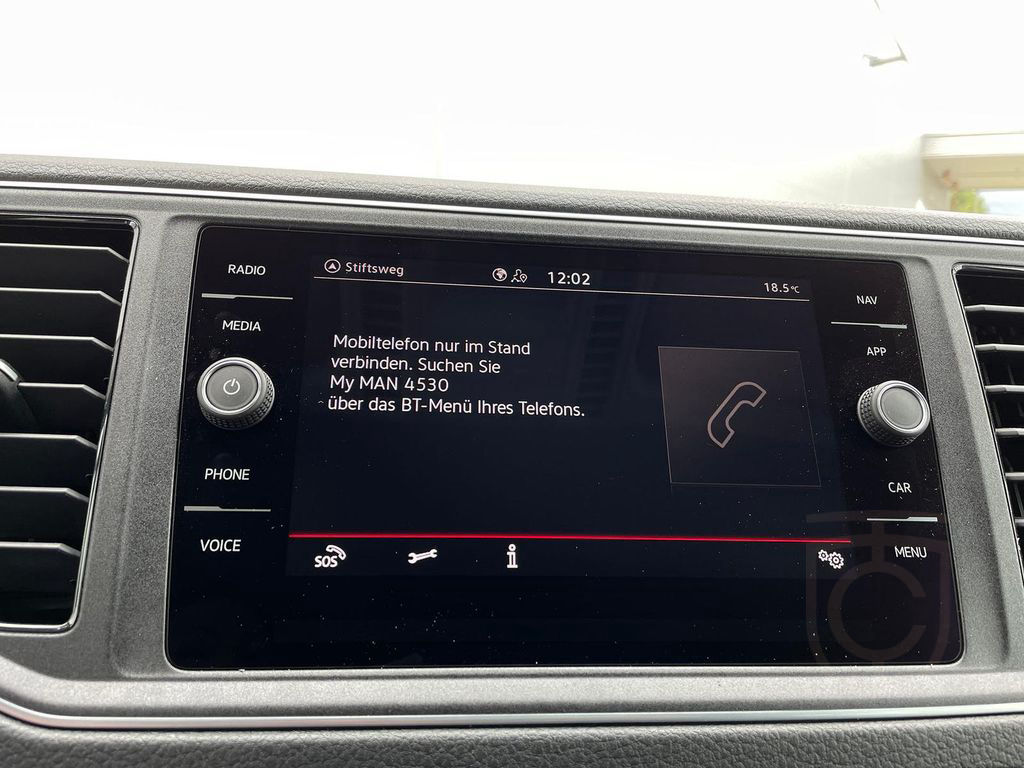 RADIO
MEDIA
PHONE
VOICE
Stiftsweg
12:02
18.5°C
Mobiltelefon nur im Stand
verbinden. Suchen Sie
My MAN 4530
über das BT-Menü Ihres Telefons.
SOS
NAV
APP
CAR
MENU